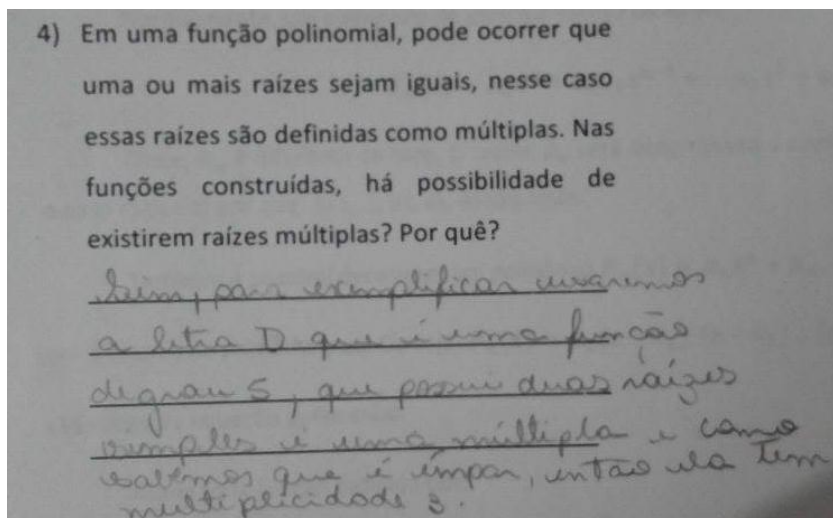 4) Em uma função polinomial, pode ocorrer que
uma ou mais raízes sejam iguais, nesse caso
essas raízes são definidas como múltiplas. Nas
funções construídas, há possibilidade de
existirem raízes múltiplas? Por quê?
Sim, para exemplificar usaremos
a letra D que é uma função
de grau 5, que possui duas raízes
simples e uma múltipla e como
sabemos que é ímpar, então ela tem
multiplicidade 3.